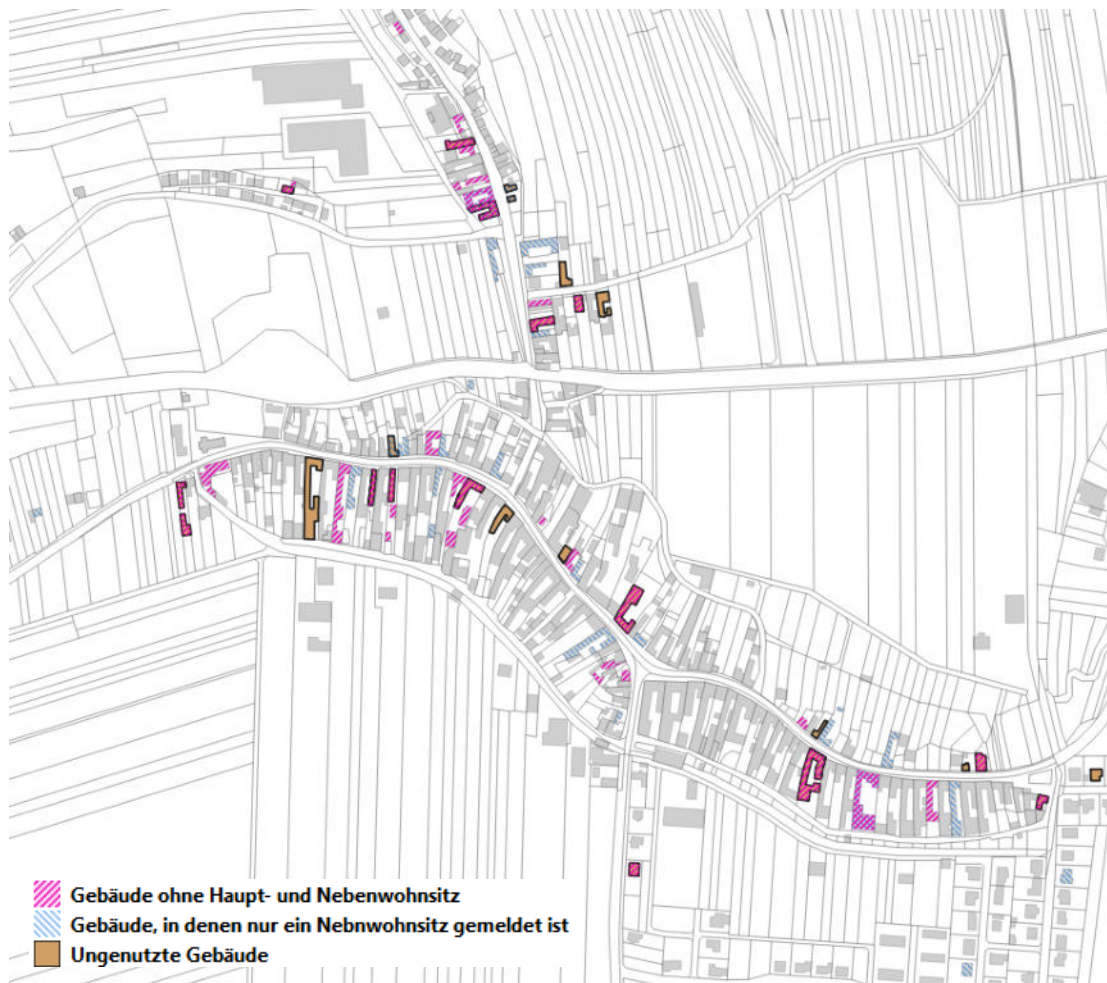 Gebäude ohne Haupt- und Nebenwohnsitz
Gebäude, in denen nur ein Nebnwohnsitz gemeldet ist
Ungenutzte Gebäude